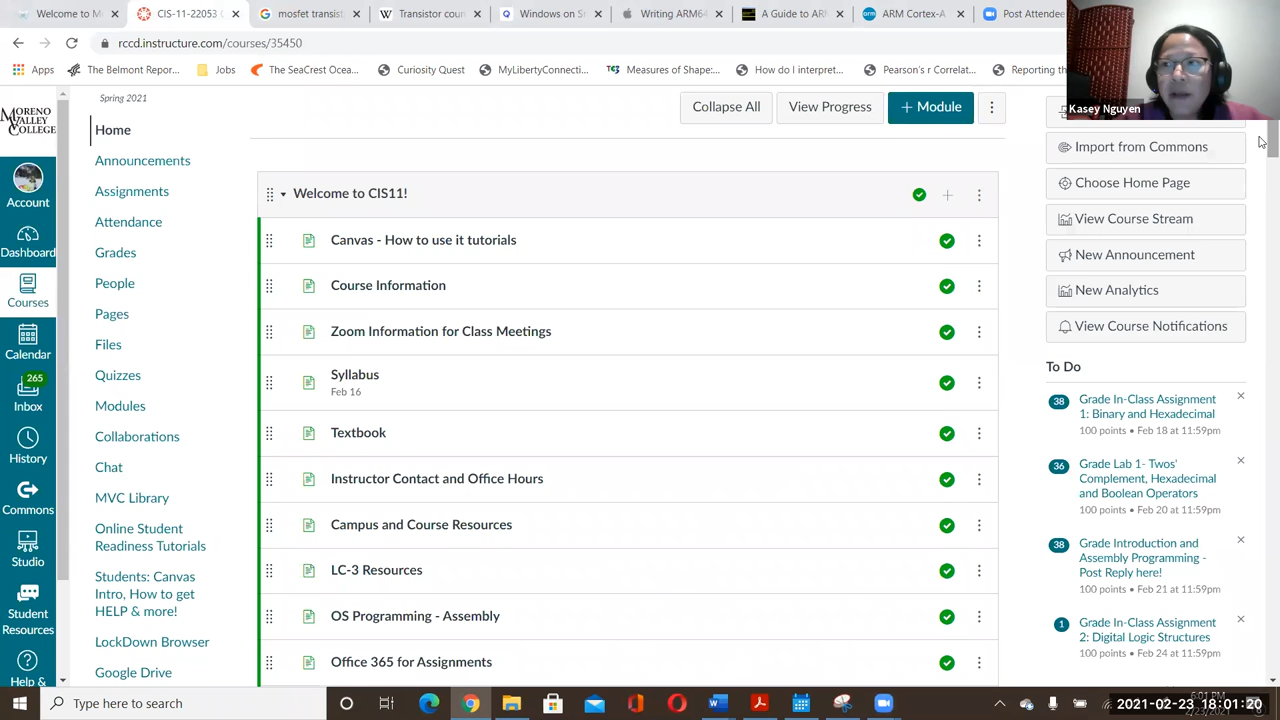 Welcome to M
CIS-11-22053
mosfet transist
Transistor coun
Windows on S
Writing ARM64
A Guide to AR
ARM Cortex-A
Post Attendee
rccd.instructure.com/courses/35450
Apps
The Belmont Repor...
Jobs
The SeaCrest Ocea...
Curiosity Quest
MyLibertyConnecti...
Measures of Shape:...
How do I interpret...
Pearson's r Correlat...
Reporting th
Kasey Nguyen
MORENO
VALLEY
COLLEGE
Account
Dashboard
Courses
Calendar
265
Inbox
History
Commons
Studio
Student
Resources
Help &
Spring 2021
Home
Announcements
Assignments
Attendance
Grades
People
Pages
Files
Quizzes
Modules
Collaborations
Chat
MVC Library
Online Student
Readiness Tutorials
Students: Canvas
Intro, How to get
HELP & more!
LockDown Browser
Google Drive
Collapse All
View Progress
+ Module
Welcome to CIS11!
Canvas - How to use it tutorials
Course Information
Zoom Information for Class Meetings
Syllabus
Feb 16
Textbook
Instructor Contact and Office Hours
Campus and Course Resources
LC-3 Resources
OS Programming - Assembly
Office 365 for Assignments
Import from Commons
Choose Home Page
View Course Stream
New Announcement
New Analytics
View Course Notifications
To Do
38
Grade In-Class Assignment
1: Binary and Hexadecimal
100 points • Feb 18 at 11:59pm
36
Grade Lab 1- Twos'
Complement, Hexadecimal
and Boolean Operators
100 points • Feb 20 at 11:59pm
38
Grade Introduction and
Assembly Programming -
Post Reply here!
100 points • Feb 21 at 11:59pm
1
Grade In-Class Assignment
2: Digital Logic Structures
100 points • Feb 24 at 11:59pm
Type here to search
6:01 PM
2021-02-23 18:01:20